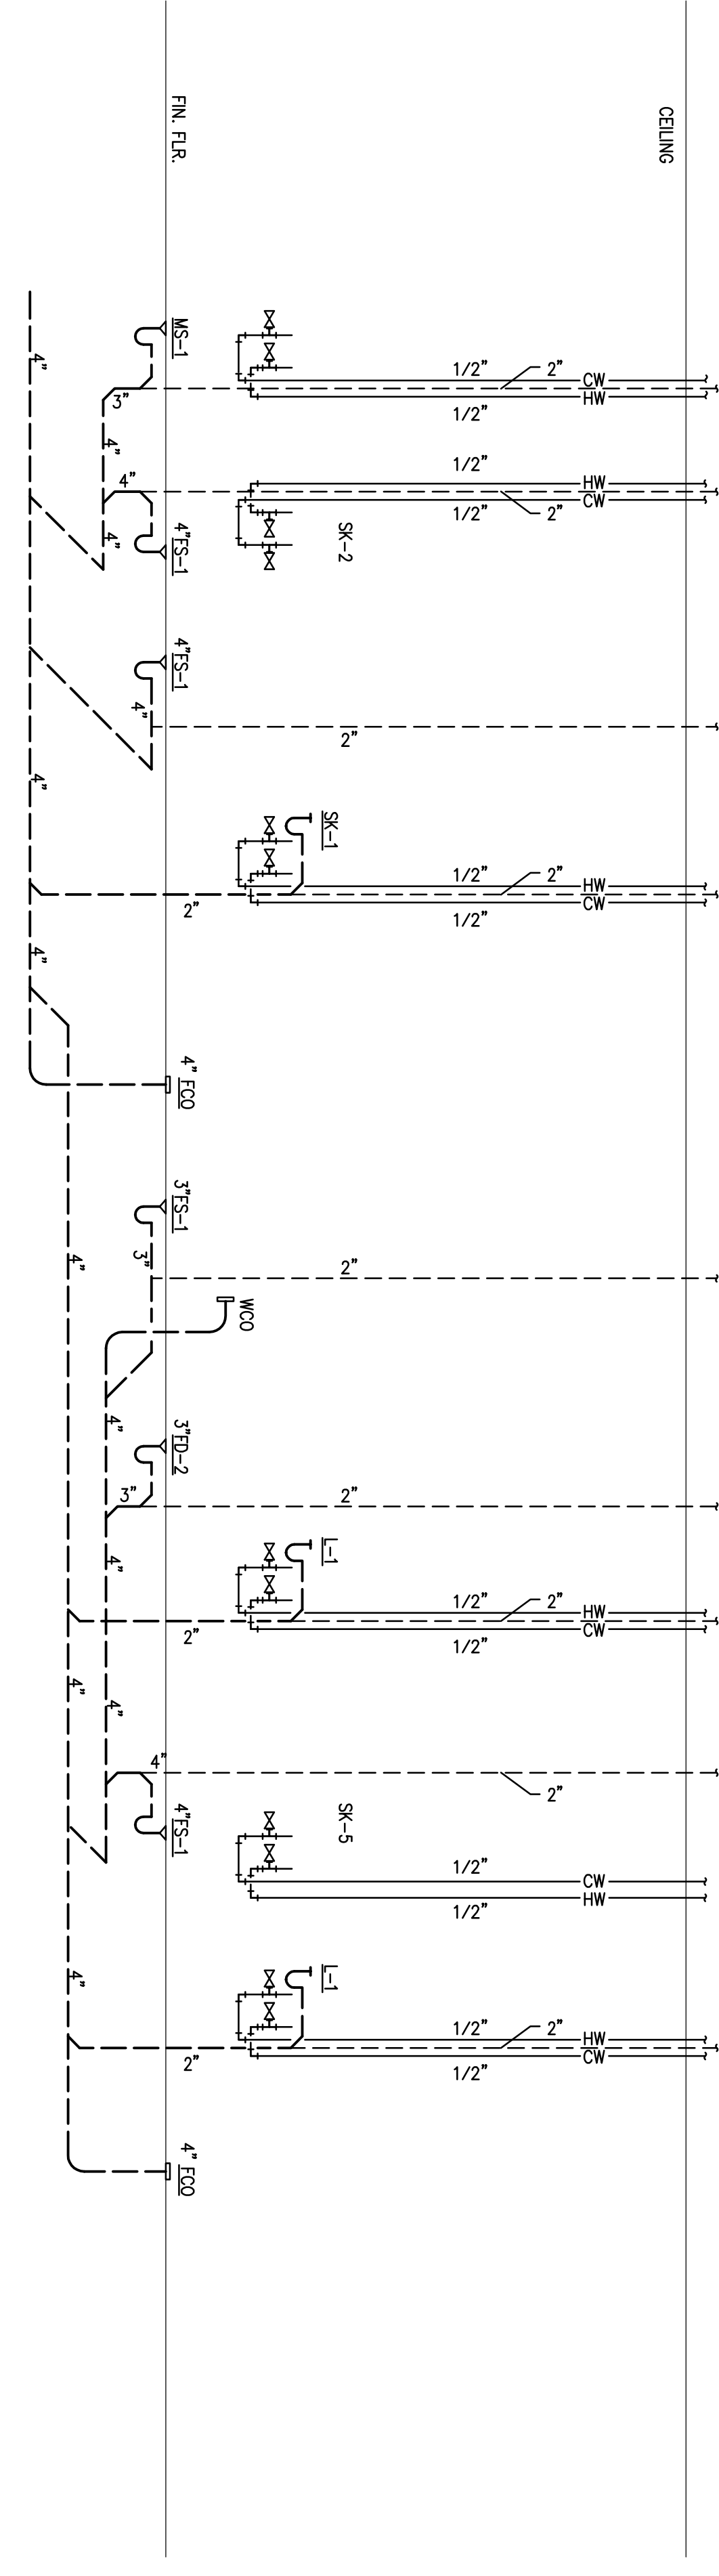 CEILING
FIN. FLR.
MS-1
1/2"
2"
CW
HW
1/2"
4"
3"
4"
4"
4"
1/2"
HW
CW
1/2"
2"
SK-2
4"FS-1
4"FS-1
4"
2"
4"
SK-1
1/2"
2"
HW
CW
1/2"
2"
4"
4" FCO
3"FS-1
3"
2"
4"
WCO
4"
3"FD-2
3"
2"
4"
L-1
1/2"
2"
HW
CW
1/2"
2"
4"
4"
4"
2"
4"FS-1
SK-5
1/2"
CW
HW
1/2"
4"
L-1
1/2"
2"
HW
CW
1/2"
2"
4" FCO